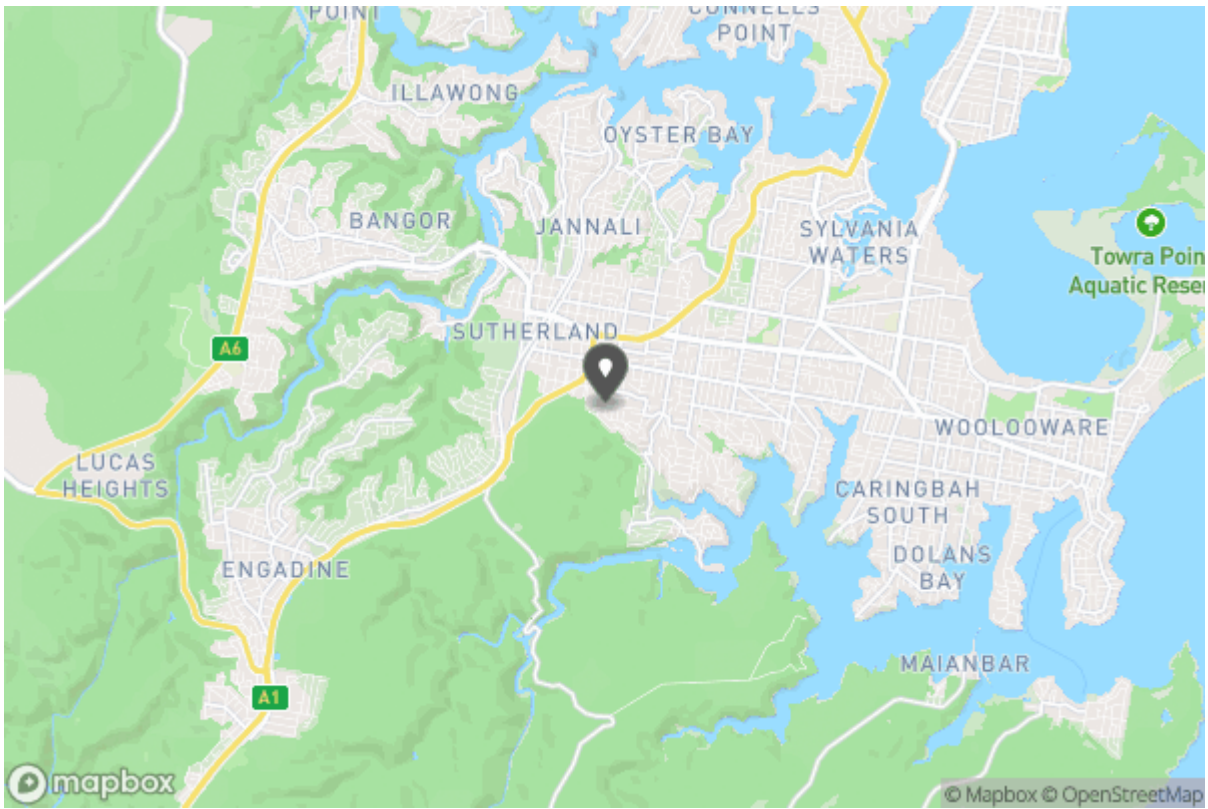 POINT
CONNELLS
POINT
ILLAWONG
OYSTER BAY
BANGOR
JANNALI
SYLVANIA
WATERS
Towra Poin
Aquatic Reser
SUTHERLAND
A6
WOOLOOWARE
LUCAS
HEIGHTS
CARINGBAH
SOUTH
DOLANS
BAY
ENGADINE
MAIANBAR
A1
mapbox
© Mapbox © OpenStreetMap